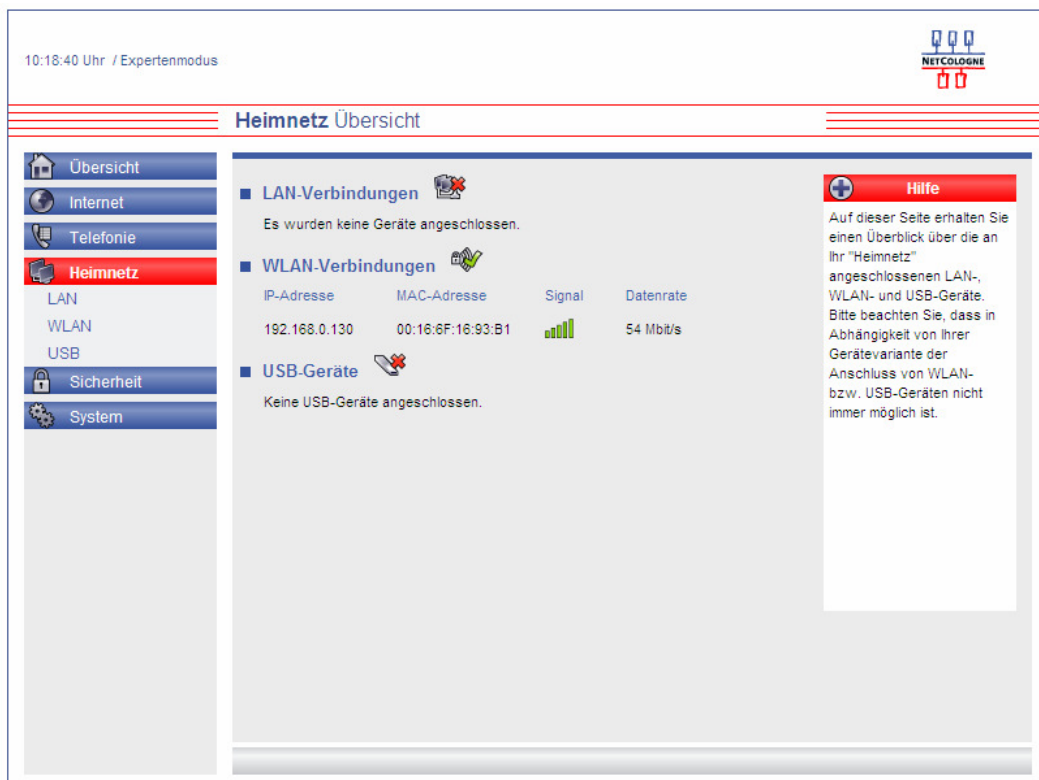 10:18:40 Uhr / Expertenmodus
NETCOLOGNE
Heimnetz Übersicht
Übersicht
Internet
Telefonie
Heimnetz
LAN
WLAN
USB
Sicherheit
System
LAN-Verbindungen
Es wurden keine Geräte angeschlossen.
WLAN-Verbindungen
IP-Adresse MAC-Adresse Signal Datenrate
192.168.0.130 00:16:6F:16:93:B1 54 Mbit/s
USB-Geräte
Keine USB-Geräte angeschlossen.
Hilfe
Auf dieser Seite erhalten Sie
einen Überblick über die an
Ihr "Heimnetz"
angeschlossenen LAN-,
WLAN- und USB-Geräte.
Bitte beachten Sie, dass in
Abhängigkeit von Ihrer
Gerätevariante der
Anschluss von WLAN-
bzw. USB-Geräten nicht
immer möglich ist.